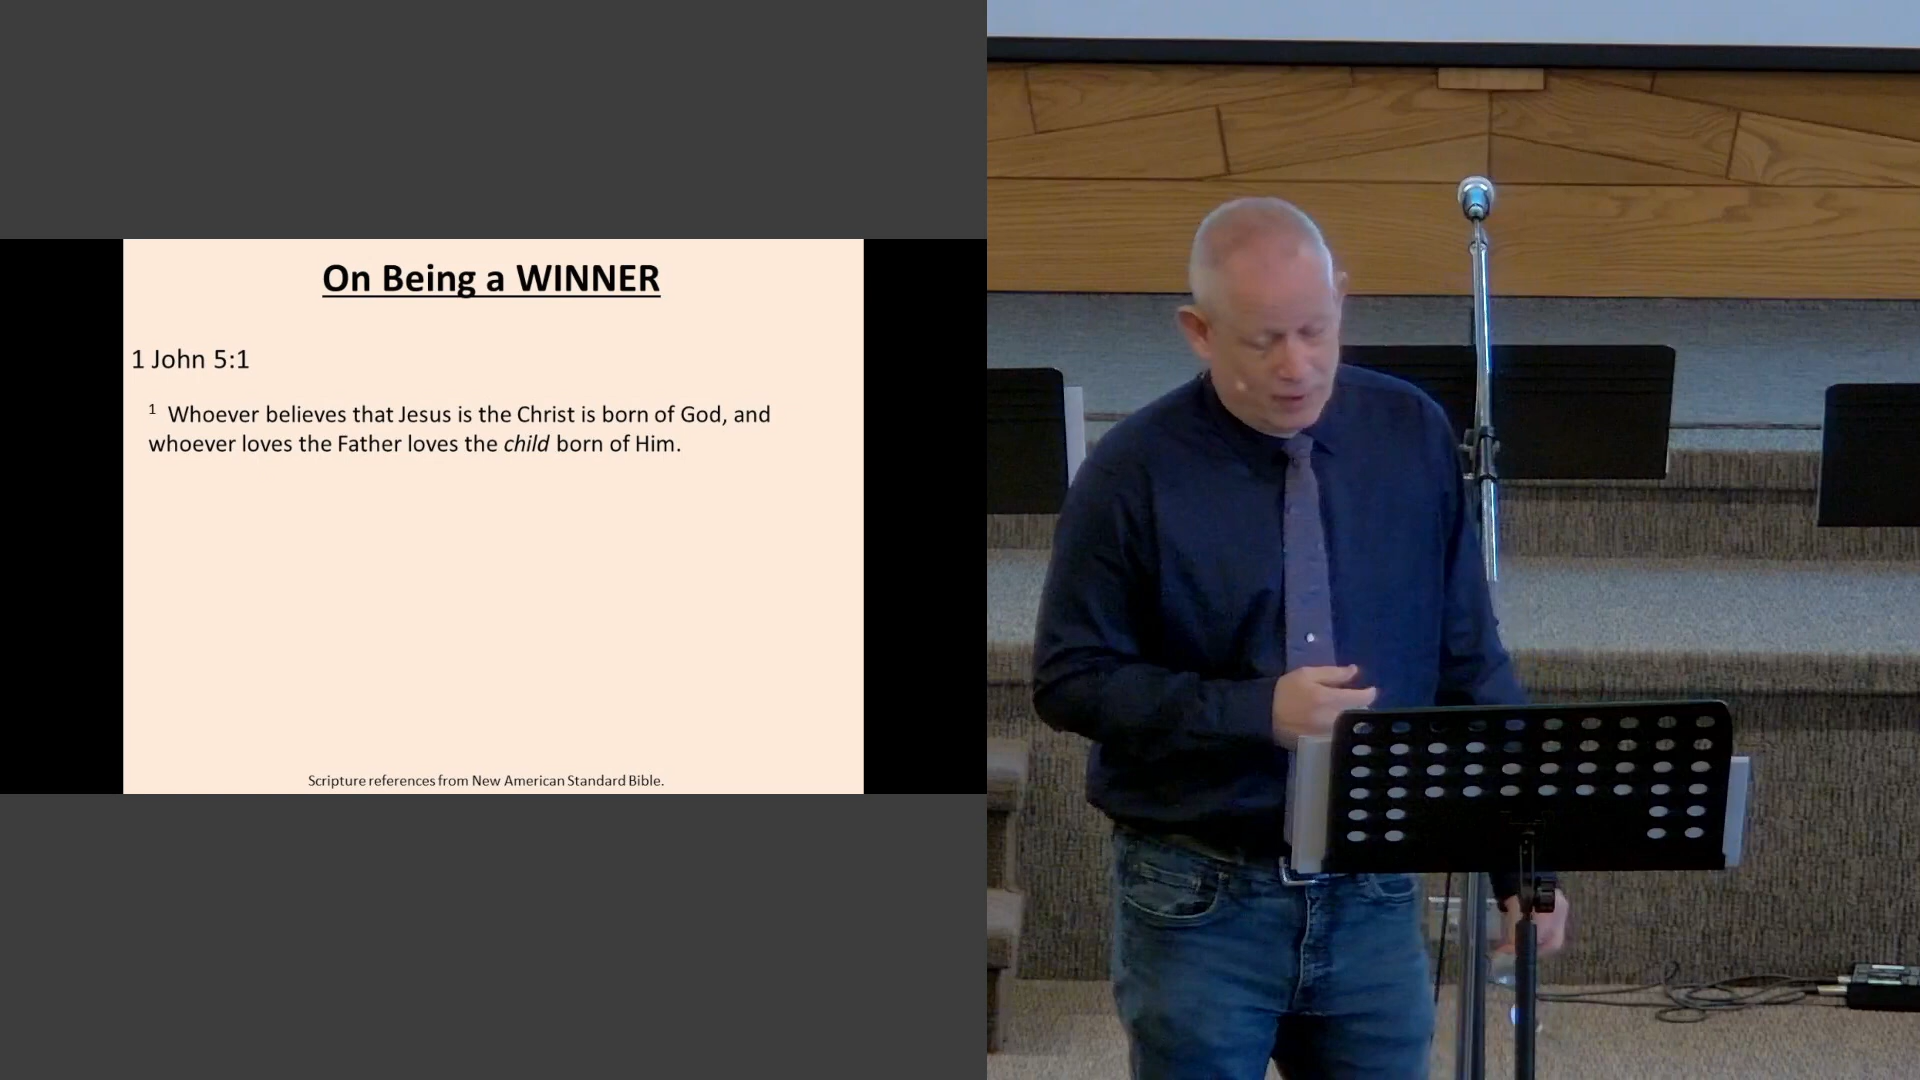 On Being a WINNER
1 John 5:1
1 Whoever believes that Jesus is the Christ is born of God, and
whoever loves the Father loves the child born of Him.
Scripture references from New American Standard Bible.